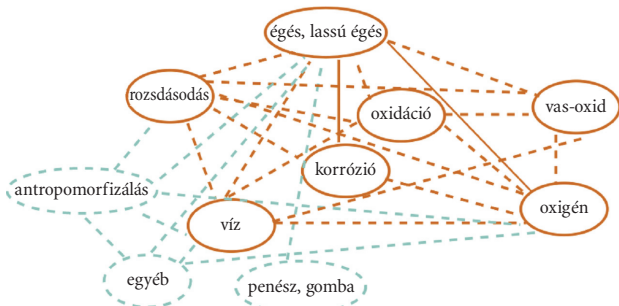 égés, lassú égés
rozsdásodás
oxidáció
vas-oxid
korrózió
antropomorfizálás
víz
oxigén
egyéb
penész, gomba